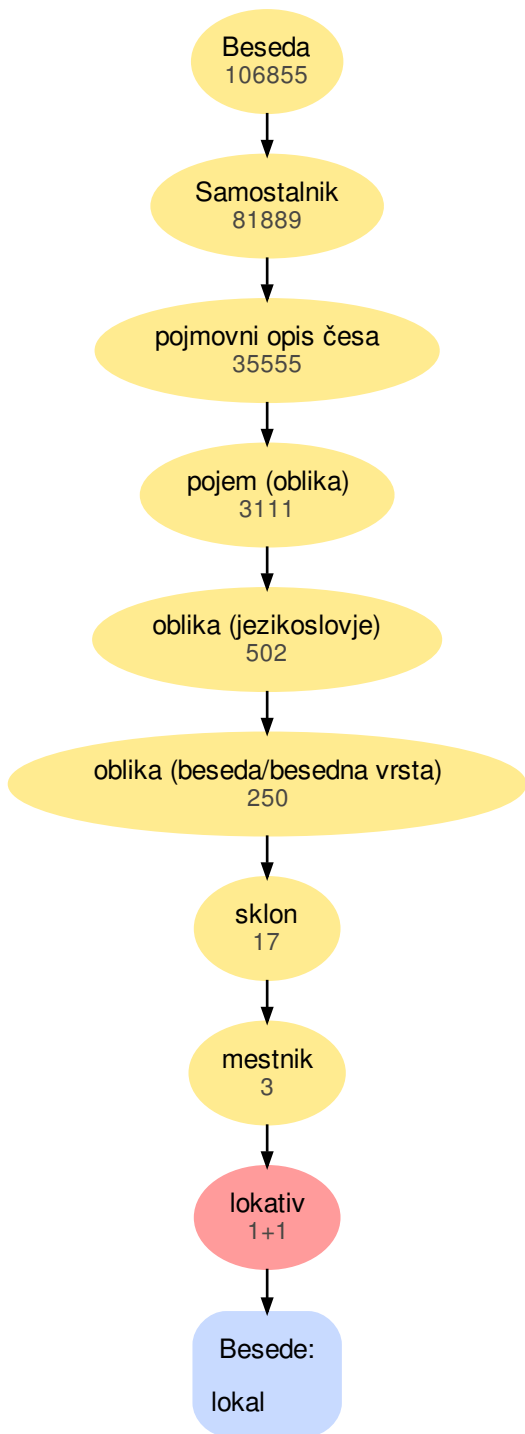 Beseda
106855
Samostalnik
81889
pojmovni opis česa
35555
pojem (oblika)
3111
oblika (jezikoslovje)
502
oblika (beseda/besedna vrsta)
250
sklon
17
mestnik
3
lokativ
1+1
Besede:
lokal